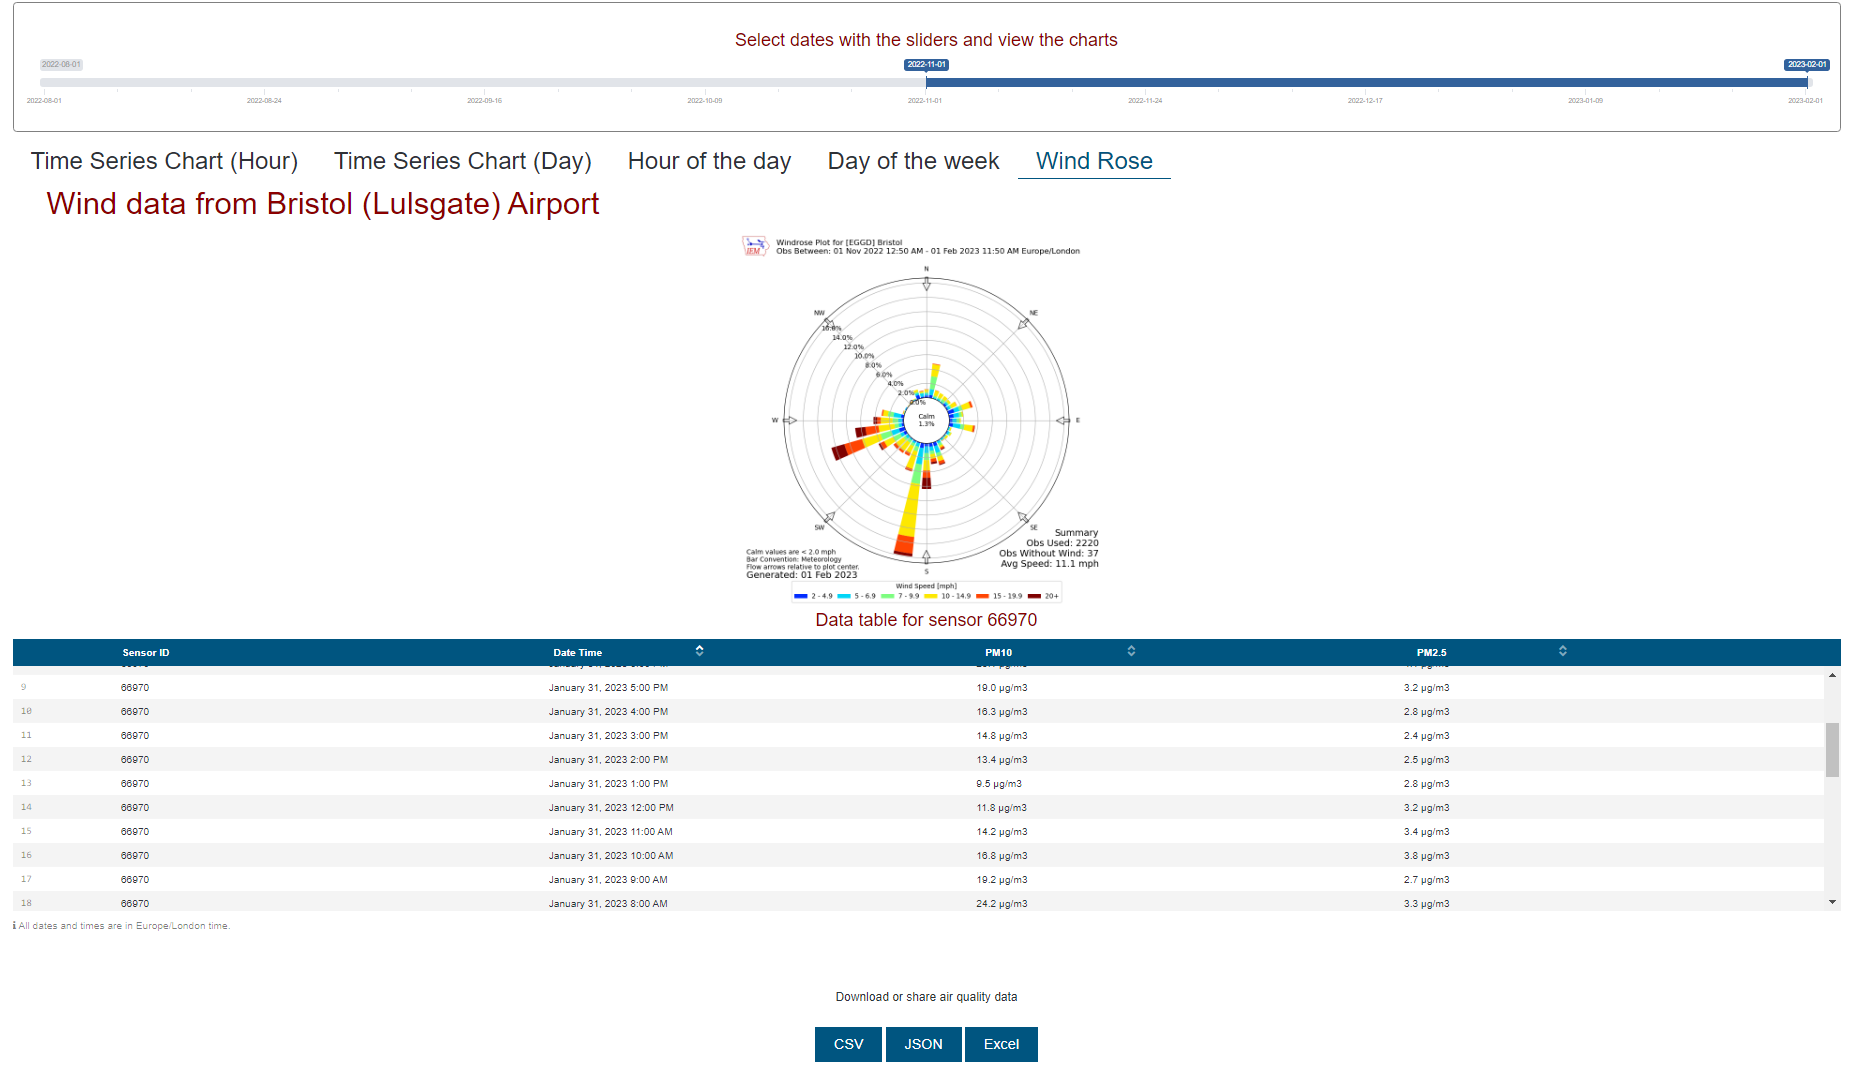 Select dates with the sliders and view the charts
2022-08-01
2022-11-01
2023-02-01
2022-08-01
2022-08-24
2022-09-16
2022-10-09
2022-11-01
2022-11-24
2022-12-17
2023-01-09
2023-02-01
Time Series Chart (Hour)
Time Series Chart (Day)
Hour of the day
Day of the week
Wind Rose
Wind data from Bristol (Lulsgate) Airport
IEM
Windrose Plot for [EGGD] Bristol
Obs Between: 01 Nov 2022 12:50 AM - 01 Feb 2023 11:50 AM Europe/London
N
NW
NE
16.0%
14.0%
12.0%
10.0%
8.0%
6.0%
4.0%
2.0%
0.0%
Calm
1.3%
W
E
SW
SE
S
Calm values are < 2.0 mph
Bar Convention: Meteorology
Flow arrows relative to plot center.
Generated: 01 Feb 2023
Summary
Obs Used: 2220
Obs Without Wind: 37
Avg Speed: 11.1 mph
Wind Speed [mph]
2 - 4.9 5 - 6.9 7 - 9.9 10 - 14.9 15 - 19.9 20+
Data table for sensor 66970
Sensor ID Date Time PM10 PM2.5
9 66970 January 31, 2023 5:00 PM 19.0 µg/m3 3.2 µg/m3
10 66970 January 31, 2023 4:00 PM 16.3 µg/m3 2.8 µg/m3
11 66970 January 31, 2023 3:00 PM 14.8 µg/m3 2.4 µg/m3
12 66970 January 31, 2023 2:00 PM 13.4 µg/m3 2.5 µg/m3
13 66970 January 31, 2023 1:00 PM 9.5 µg/m3 2.8 µg/m3
14 66970 January 31, 2023 12:00 PM 11.8 µg/m3 3.2 µg/m3
15 66970 January 31, 2023 11:00 AM 14.2 µg/m3 3.4 µg/m3
16 66970 January 31, 2023 10:00 AM 16.8 µg/m3 3.8 µg/m3
17 66970 January 31, 2023 9:00 AM 19.2 µg/m3 2.7 µg/m3
18 66970 January 31, 2023 8:00 AM 24.2 µg/m3 3.3 µg/m3
i All dates and times are in Europe/London time.
Download or share air quality data
CSV
JSON
Excel